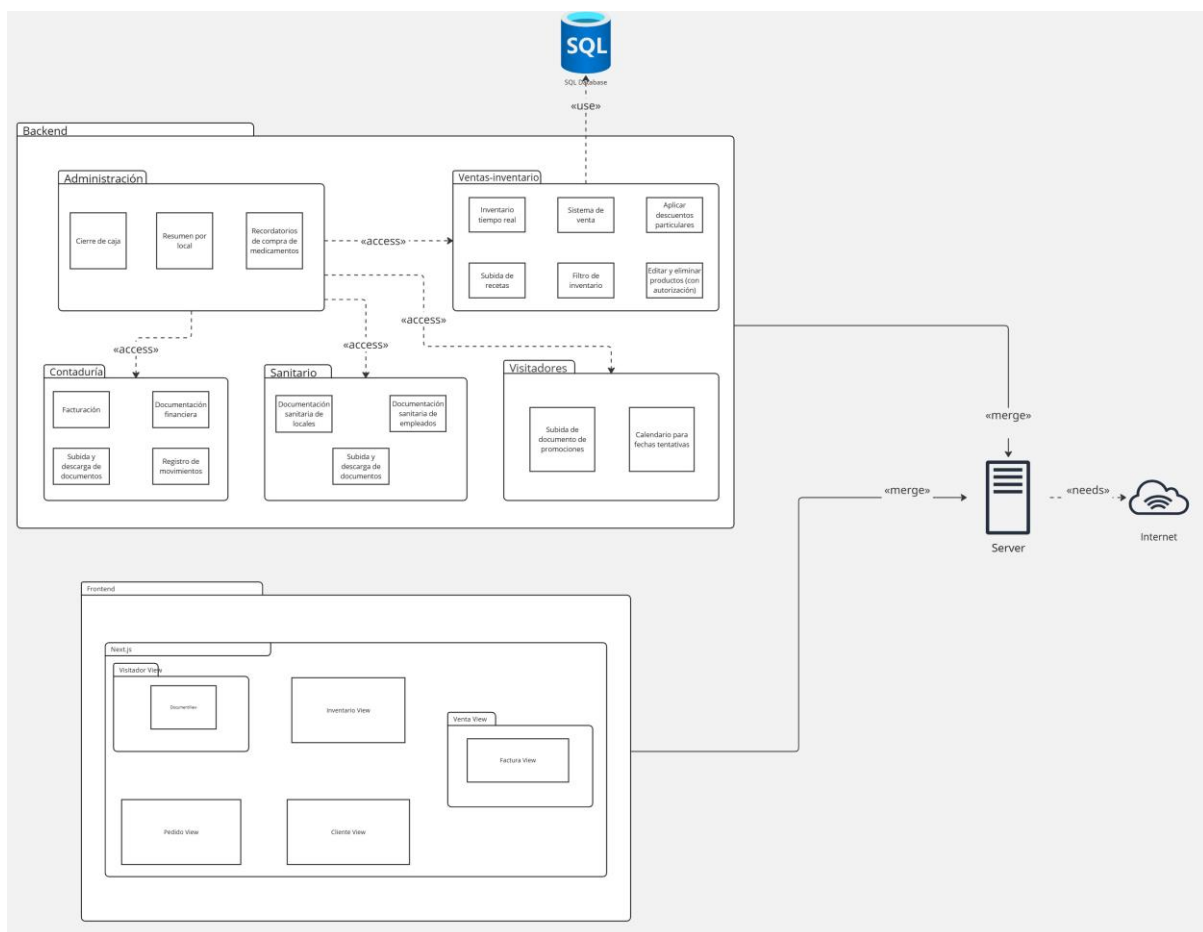 SQL
SQL Database
«use»
Backend
Administración
Cierre de caja
Resumen por
local
Recordatorios
de compra de
medicamentos
«access»
Ventas-inventario
Inventario
tiempo real
Sistema de
venta
Aplicar
descuentos
particulares
Subida de
recetas
Filtro de
inventario
Editar y eliminar
productos (con
autorización)
«access»
«access»
«access»
Contaduría
Facturación
Documentación
financiera
Subida y
descarga de
documentos
Registro de
movimientos
Sanitario
Documentación
sanitaria de
locales
Documentación
sanitaria de
empleados
Subida y
descarga de
documentos
Visitadores
Subida de
documento de
promociones
Calendario para
fechas tentativas
«merge»
«merge»
Server
«needs»
Internet
Frontend
Next.js
Visitador View
Inventario View
Venta View
Factura View
Pedido View
Cliente View